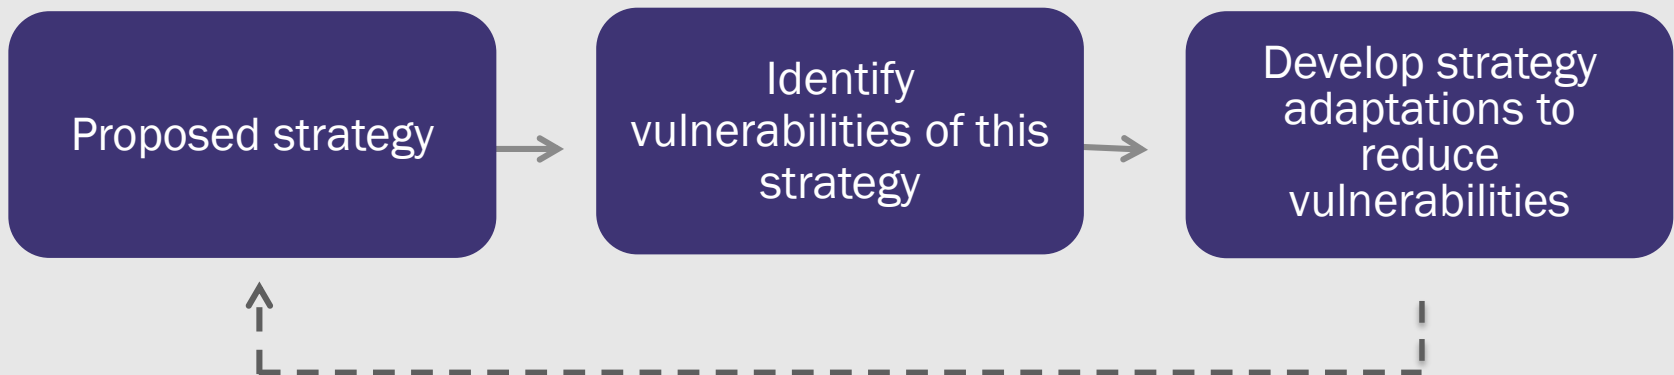 Proposed strategy
Identify
vulnerabilities of this
strategy
Develop strategy
adaptations to
reduce
vulnerabilities